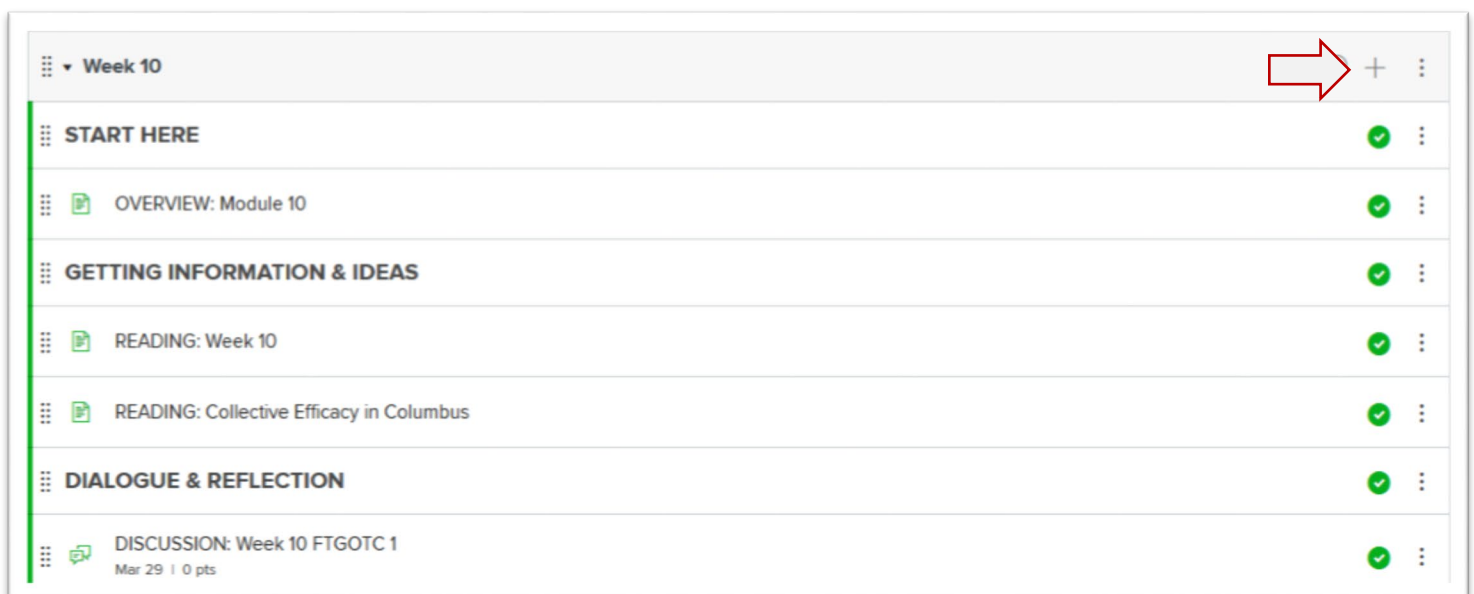 Week 10
START HERE
OVERVIEW: Module 10
GETTING INFORMATION & IDEAS
READING: Week 10
READING: Collective Efficacy in Columbus
DIALOGUE & REFLECTION
DISCUSSION: Week 10 FTGOTC 1
Mar 29 | 0 pts